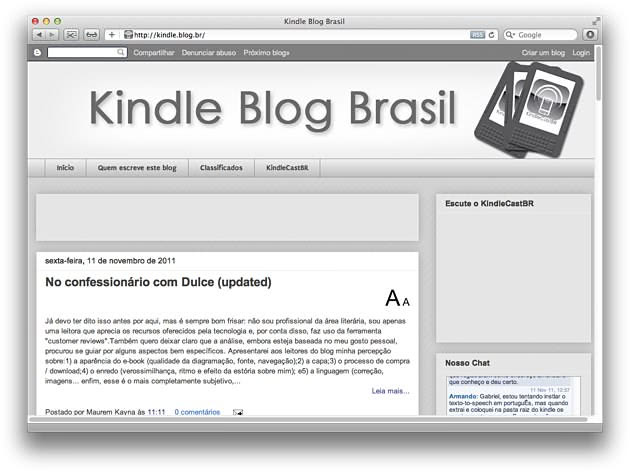 Kindle Blog Brasil
http://kindle.blog.br/
RSS
Google
Compartilhar Denunciar abuso Próximo blog»
Criar um blog Login
Kindle Blog Brasil
Início Quem escreve este blog Classificados KindleCastBR
Escute o KindleCastBR
sexta-feira, 11 de novembro de 2011
No confessionário com Dulce (updated)
A A
Já devo ter dito isso antes por aqui, mas é sempre bom frisar: não sou profissional da área literária, sou apenas
uma leitora que aprecia os recursos oferecidos pela tecnologia e, por conta disso, faz uso da ferramenta
"customer reviews".Também quero deixar claro que a análise, embora esteja baseada no meu gosto pessoal,
procurou se guiar por alguns aspectos bem específicos. Apresentarei aos leitores do blog minha percepção
sobre:1) a aparência do e-book (qualidade da diagramação, fonte, navegação);2) a capa;3) o processo de compra
/ download;4) o enredo (verossimilhança, ritmo e efeito da estória sobre mim); e5) a linguagem (correção,
imagens... enfim, esse é o mais completamente subjetivo,...
Leia mais...
Postado por Maurem Kayna às 11:11 0 comentários
Nosso Chat
que conheço a deu certo.
11 Nov 11, 12:57
Armando: Gabriel, estou tentando instlar o
texto-to-speech em português, mas quando
extrai e coloquei na pasta raiz do kindle os